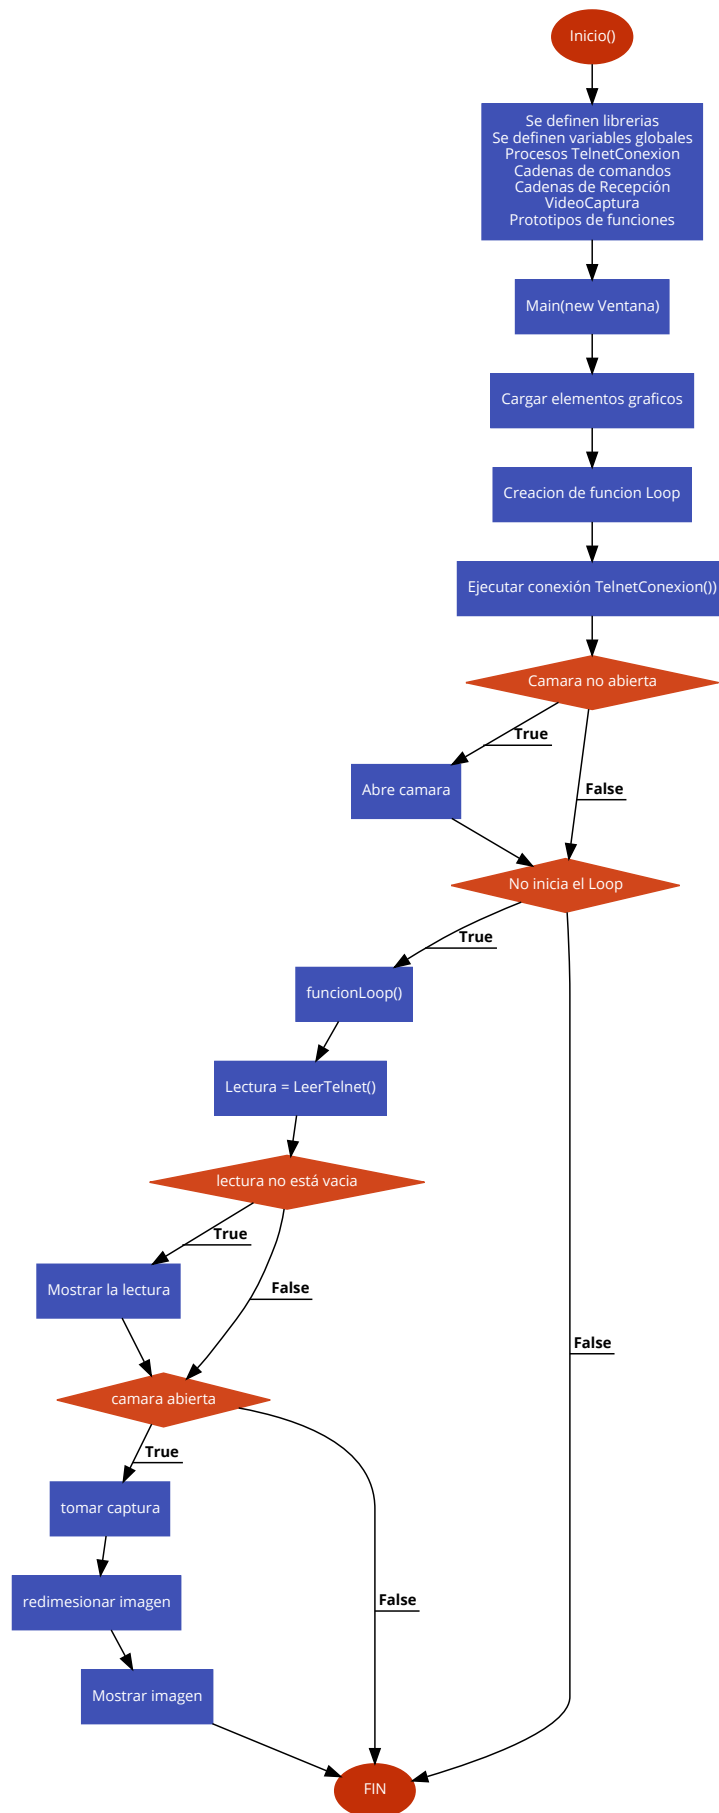 Inicio()
Se definen librerias
Se definen variables globales
Procesos TelnetConexion
Cadenas de comandos
Cadenas de Recepción
VideoCaptura
Prototipos de funciones
Main(new Ventana)
Cargar elementos graficos
Creacion de funcion Loop
Ejecutar conexión TelnetConexion())
Camara no abierta
True
Abre camara
False
No inicia el Loop
True
funcionLoop()
Lectura = LeerTelnet()
lectura no está vacia
True
Mostrar la lectura
False
False
camara abierta
True
tomar captura
redimesionar imagen
False
Mostrar imagen
FIN